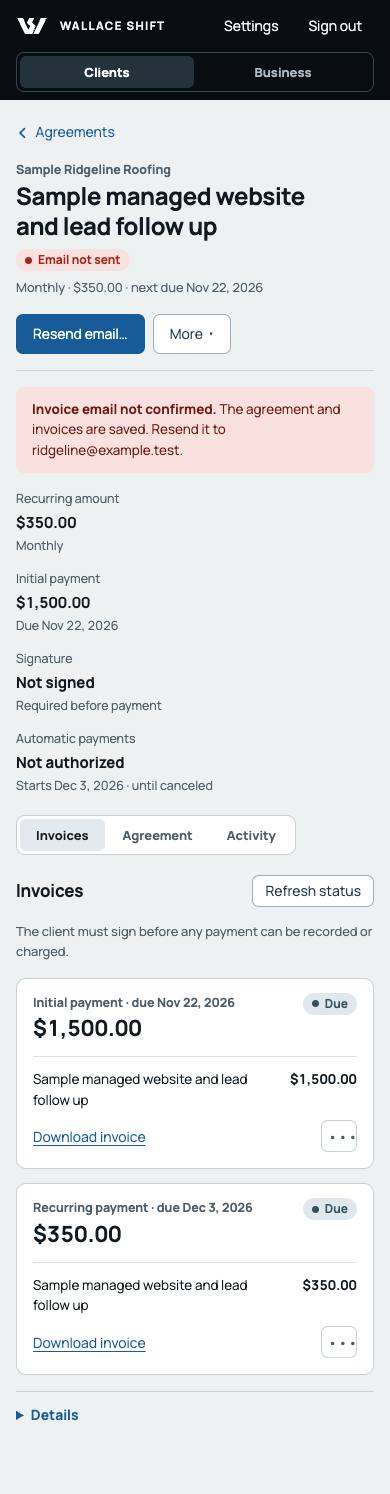 WALLACE SHIFT
Settings
Sign out
Clients
Business
Agreements
Sample Ridgeline Roofing
Sample managed website
and lead follow up
Email not sent
Monthly · $350.00 · next due Nov 22, 2026
Resend email…
More
Invoice email not confirmed. The agreement and
invoices are saved. Resend it to
ridgeline@example.test.
Recurring amount
$350.00
Monthly
Initial payment
$1,500.00
Due Nov 22, 2026
Signature
Not signed
Required before payment
Automatic payments
Not authorized
Starts Dec 3, 2026 · until canceled
Invoices
Agreement
Activity
Invoices
Refresh status
The client must sign before any payment can be recorded or
charged.
Initial payment · due Nov 22, 2026
Due
$1,500.00
Sample managed website and lead
follow up
$1,500.00
Download invoice
Recurring payment · due Dec 3, 2026
Due
$350.00
Sample managed website and lead
follow up
$350.00
Download invoice
Details